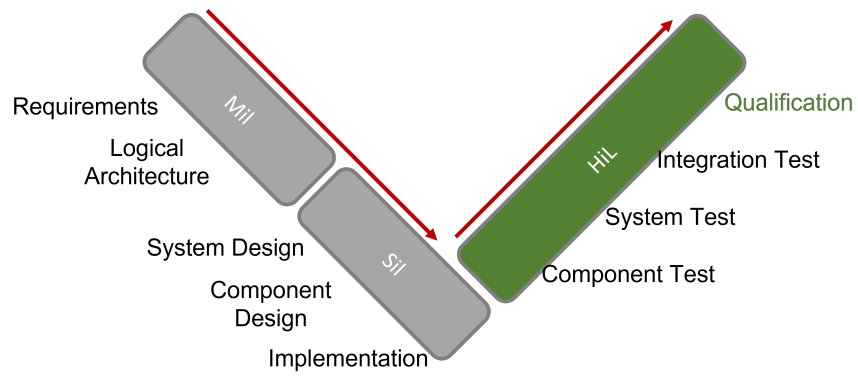 Mil
Requirements
Logical
Architecture
Sil
System Design
Component
Design
Implementation
HiL
Qualification
Integration Test
System Test
Component Test